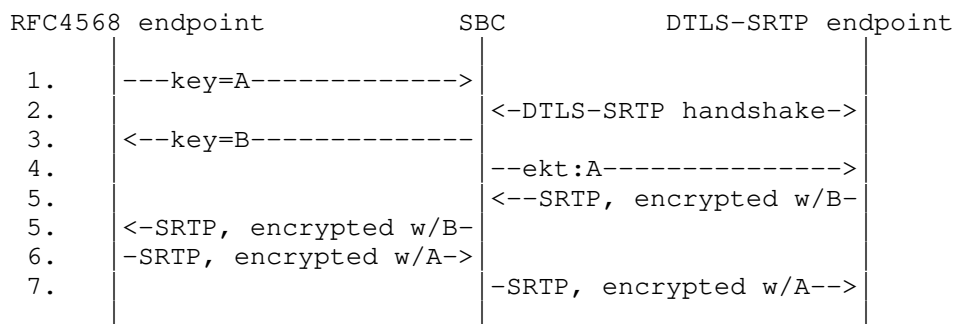 RFC4568 endpoint SBC DTLS-SRTP endpoint
1. ---key=A------------->
2. <-DTLS-SRTP handshake->
3. <--key=B--------------
4. --ekt:A--------------->
5. <--SRTP, encrypted w/B-
5. <-SRTP, encrypted w/B-
6. -SRTP, encrypted w/A->
7. -SRTP, encrypted w/A-->